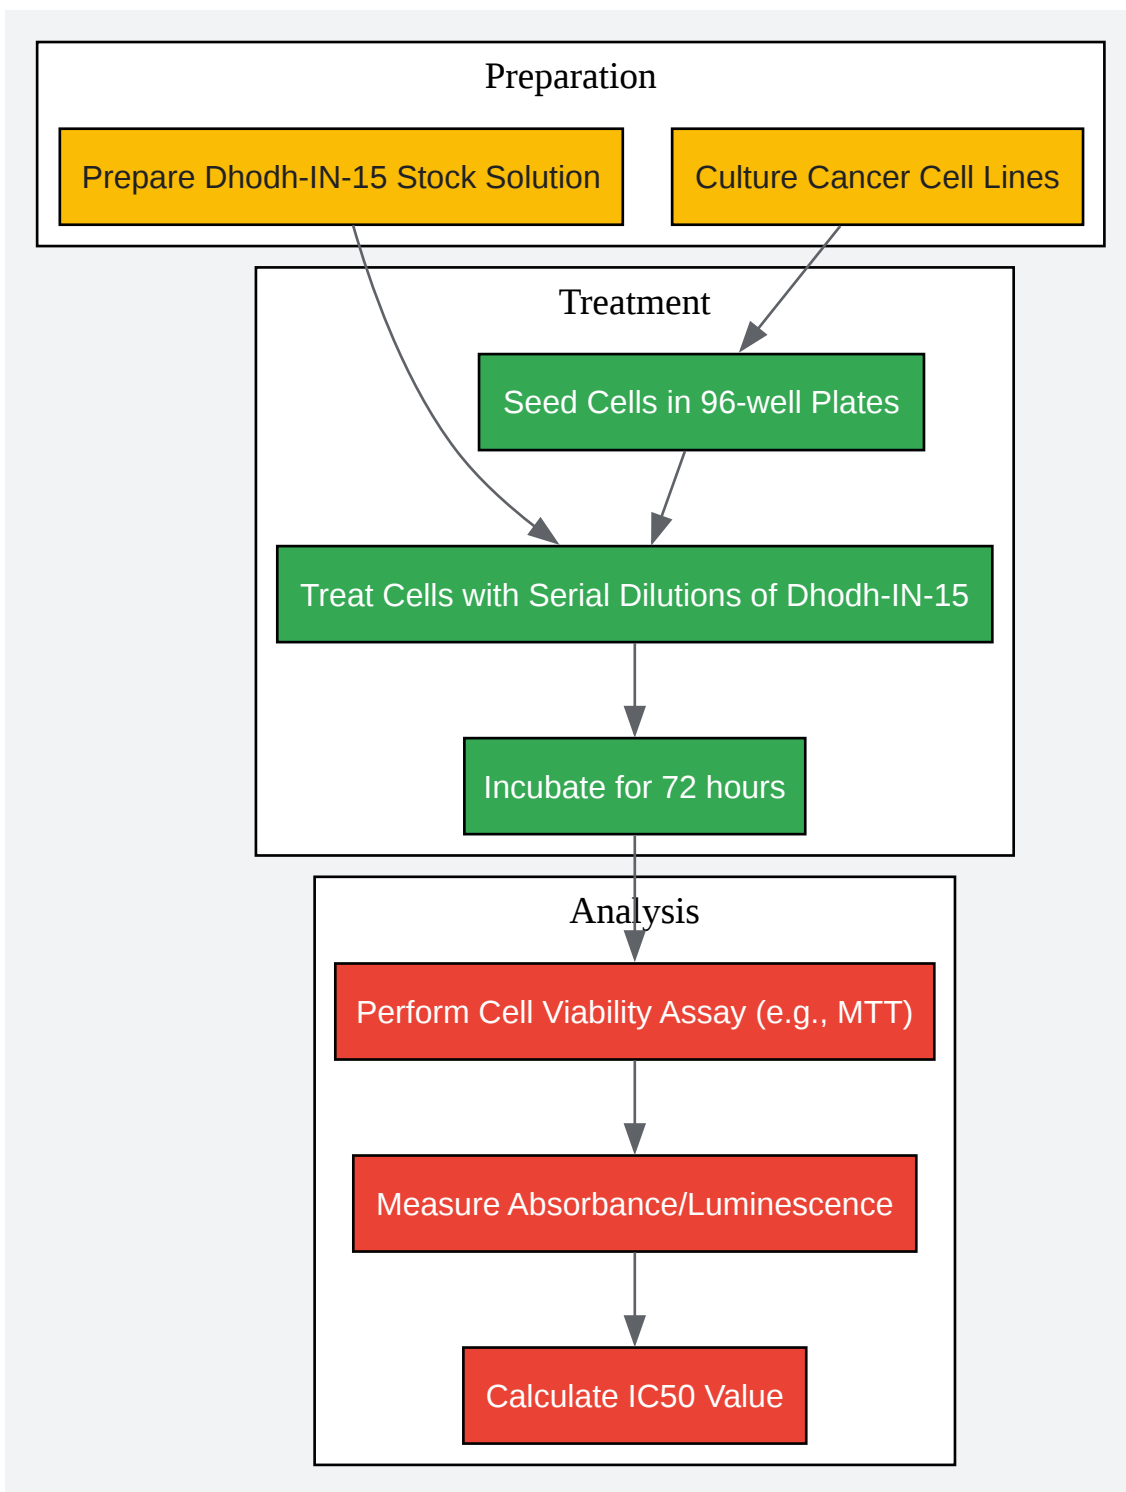 Preparation
Prepare Dhodh-IN-15 Stock Solution
Culture Cancer Cell Lines
Treatment
Seed Cells in 96-well Plates
Treat Cells with Serial Dilutions of Dhodh-IN-15
Incubate for 72 hours
Analysis
Perform Cell Viability Assay (e.g., MTT)
Measure Absorbance/Luminescence
Calculate IC50 Value